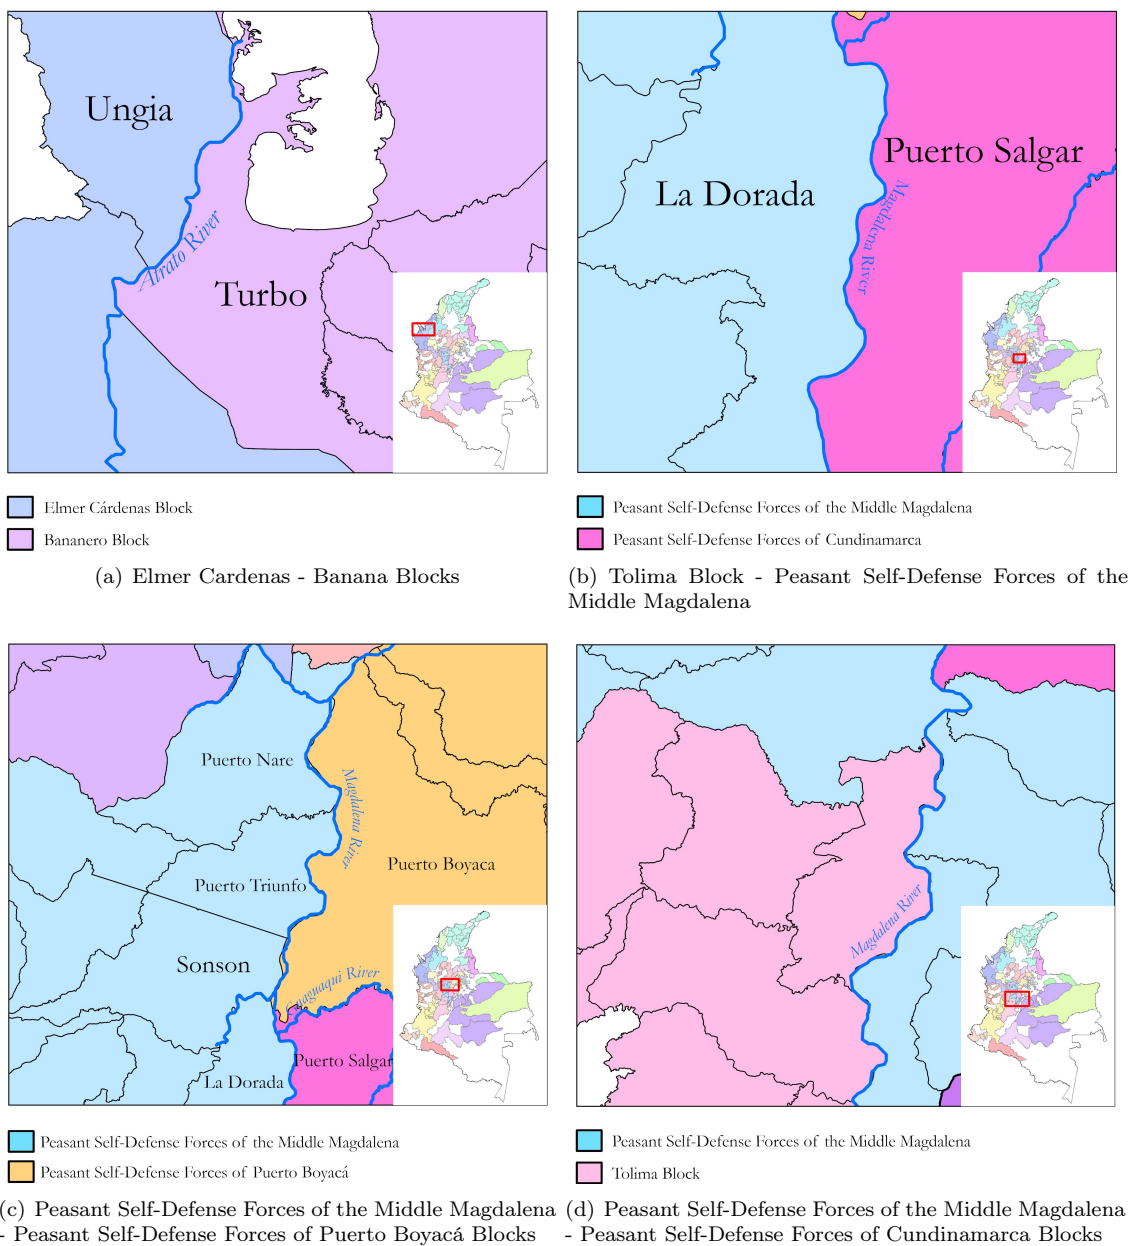 Ungia
Atrato River
Turbo
Elmer Cárdenas Block
Bananero Block
(a) Elmer Cardenas - Banana Blocks
Puerto Salgar
La Dorada
Magdalena River
Peasant Self-Defense Forces of the Middle Magdalena
Peasant Self-Defense Forces of Cundinamarca
(b) Tolima Block - Peasant Self-Defense Forces of the
Middle Magdalena
Puerto Nare
Magdalena River
Puerto Boyaca
Puerto Triunfo
Sonson
Guaguaqui River
Puerto Salgar
La Dorada
Peasant Self-Defense Forces of the Middle Magdalena
Peasant Self-Defense Forces of Puerto Boyacá
(c) Peasant Self-Defense Forces of the Middle Magdalena
- Peasant Self-Defense Forces of Puerto Boyacá Blocks
Magdalena River
Peasant Self-Defense Forces of the Middle Magdalena
Tolima Block
(d) Peasant Self-Defense Forces of the Middle Magdalena
- Peasant Self-Defense Forces of Cundinamarca Blocks